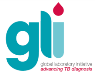 gli
global laboratory initiative
advancing TB diagnosis